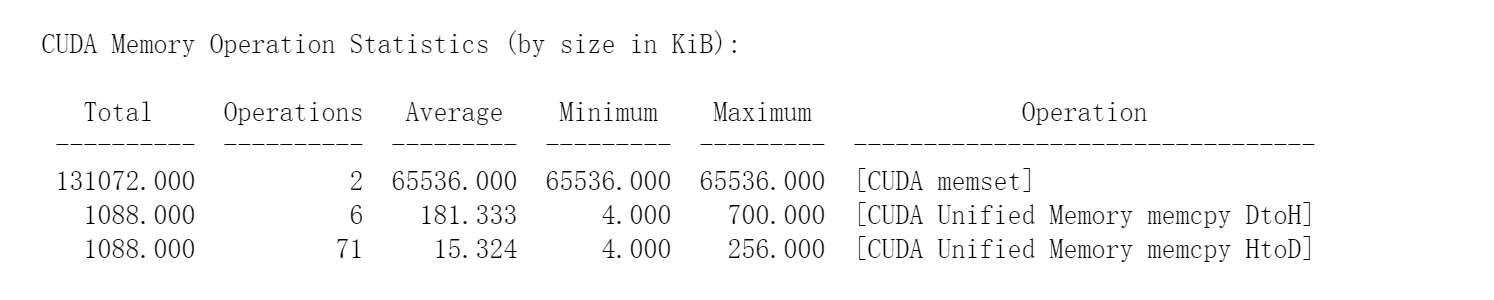 CUDA Memory Operation Statistics (by size in KiB):
Total Operations Average Minimum Maximum Operation
---------- ---------- --------- --------- --------- ---------------------------------
131072.000 2 65536.000 65536.000 65536.000 [CUDA memset]
1088.000 6 181.333 4.000 700.000 [CUDA Unified Memory memcpy DtoH]
1088.000 71 15.324 4.000 256.000 [CUDA Unified Memory memcpy HtoD]